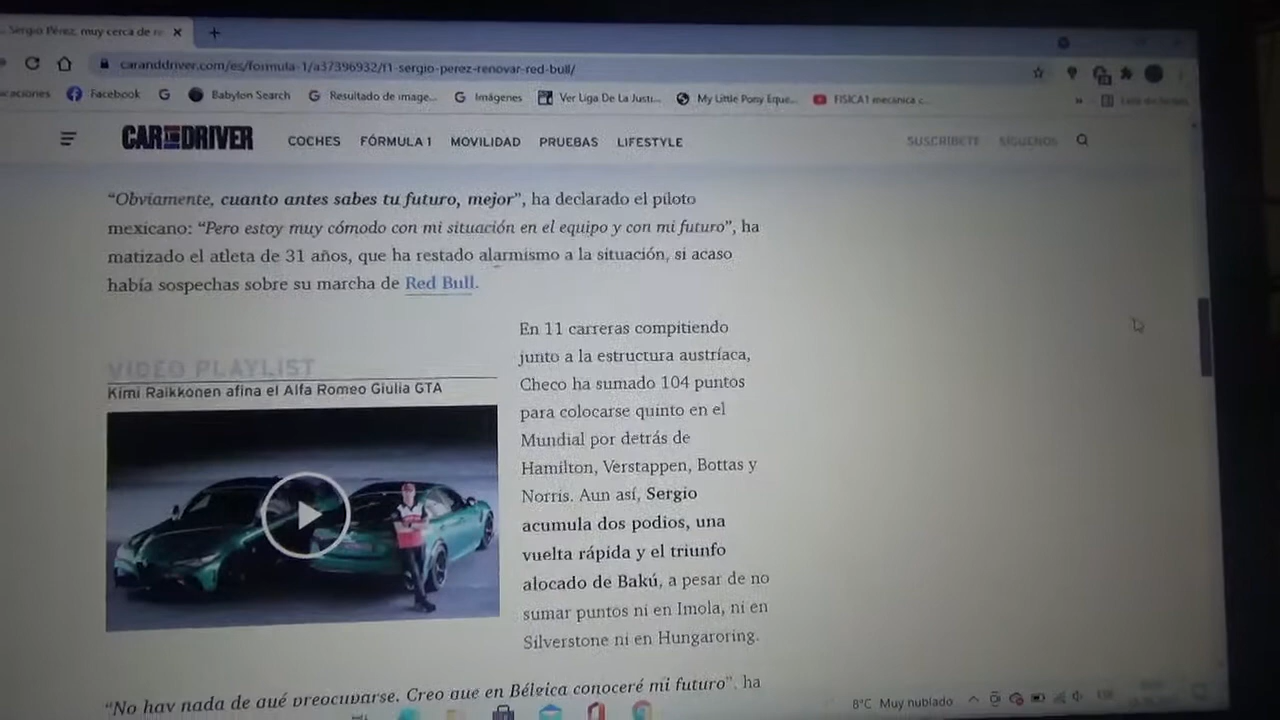 Sergio Pérez, muy cerca de re
caranddriver.com/es/formula-1/a37396932/f1-sergio-perez-renovar-red-bull/
Facebook
Babylon Search
Resultado de image...
Imágenes
Ver Liga De La Justi...
My Little Pony Eque...
FISICA1 mecánica c...
CAR AND DRIVER
COCHES FÓRMULA 1 MOVILIDAD PRUEBAS LIFESTYLE
SUSCRÍBETE SÍGUENOS
“Obviamente, cuanto antes sabes tu futuro, mejor”, ha declarado el piloto
mexicano: “Pero estoy muy cómodo con mi situación en el equipo y con mi futuro”, ha
matizado el atleta de 31 años, que ha restado alarmismo a la situación, si acaso
había sospechas sobre su marcha de Red Bull.
VIDEO PLAYLIST
Kimi Raikkonen afina el Alfa Romeo Giulia GTA
En 11 carreras compitiendo
junto a la estructura austríaca,
Checo ha sumado 104 puntos
para colocarse quinto en el
Mundial por detrás de
Hamilton, Verstappen, Bottas y
Norris. Aun así, Sergio
acumula dos podios, una
vuelta rápida y el triunfo
alocado de Bakú, a pesar de no
sumar puntos ni en Imola, ni en
Silverstone ni en Hungaroring.
“No hay nada de qué preocuparse. Creo que en Bélgica conoceré mi futuro”, ha
8°C Muy nublado